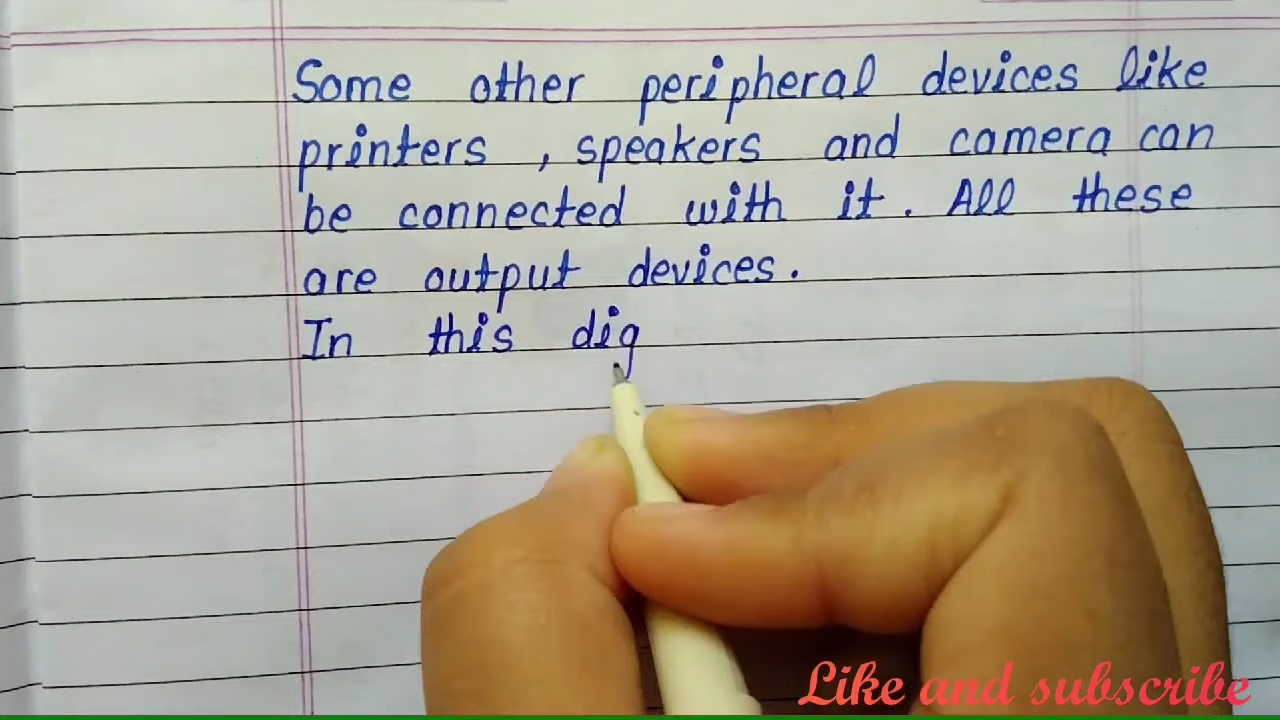 Some other peripheral devices like
printers , speakers and camera can
be connected with it . All these
are output devices .
In this dig
Like and subscribe